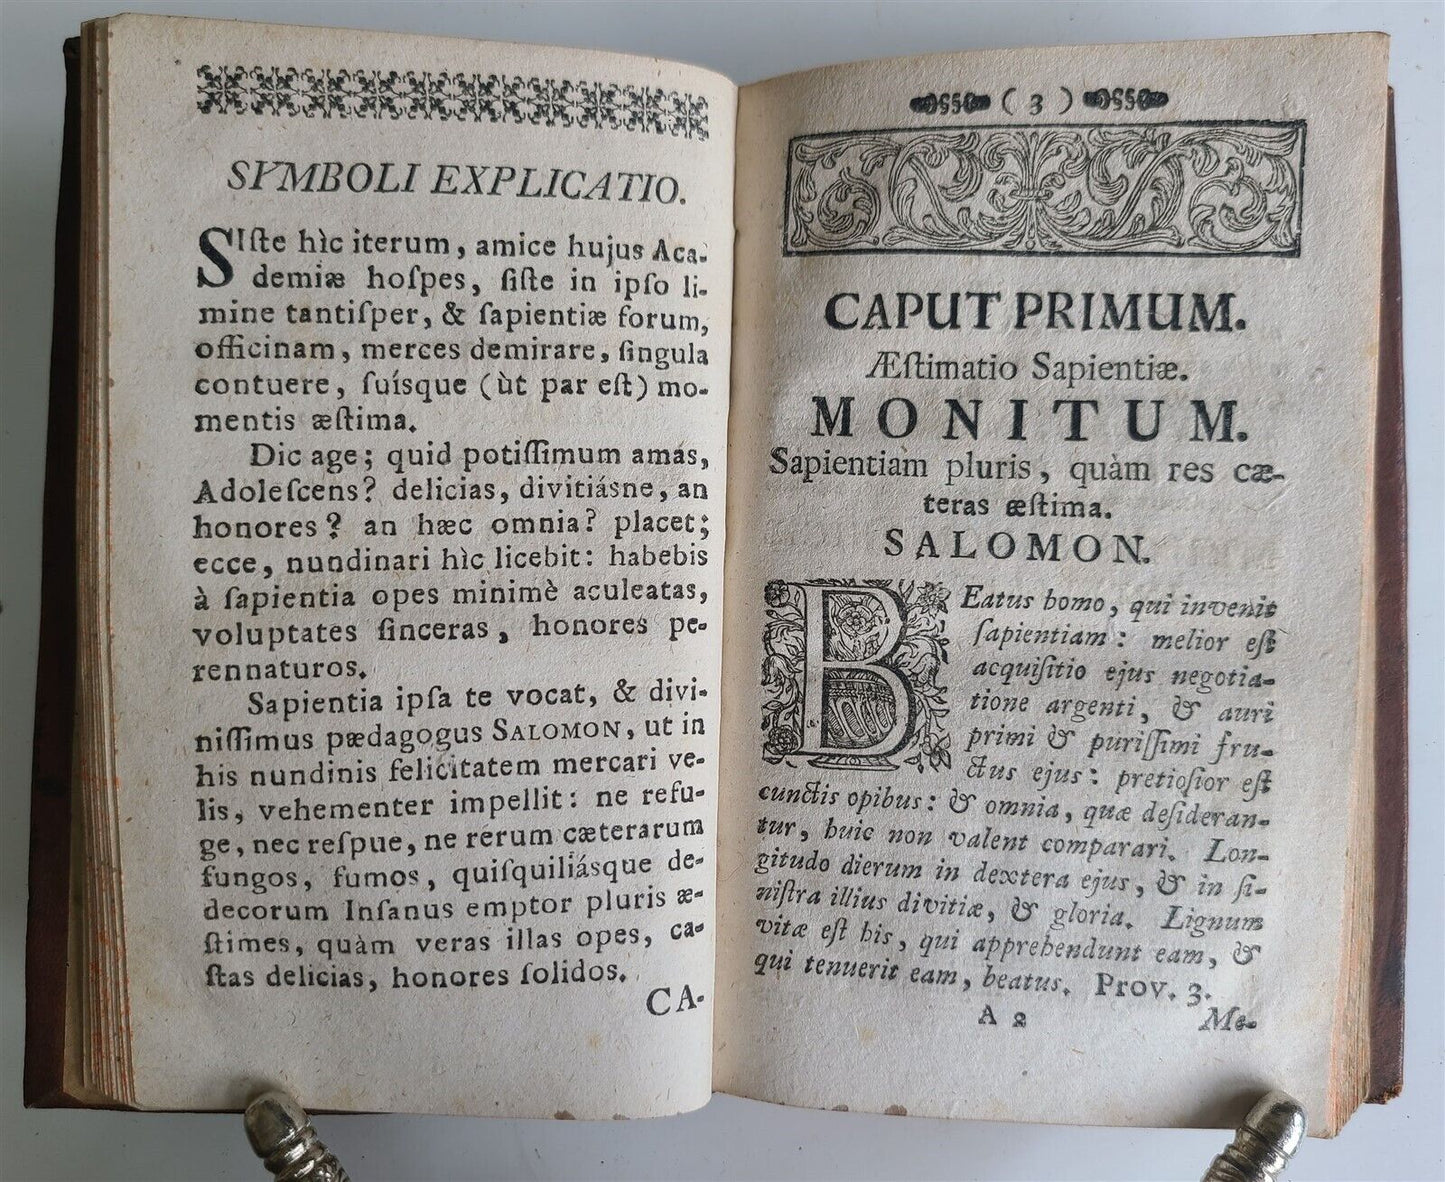 SYMBOLI EXPLICATIO.
SIſte hìc iterum, amice hujus Aca-
demiæ hoſpes, ſiſte in ipſo li-
mine tantiſper, & ſapientiæ forum,
officinam, merces demirare, ſingula
contuere, ſuísque (ùt par eſt) mo-
mentis æſtima.
Dic age; quid potiſſimum amas,
Adoleſcens? delicias, divitiásne, an
honores? an hæc omnia? placet;
ecce, nundinari hìc licebit: habebis
à ſapientia opes minimè aculeatas,
voluptates ſinceras, honores pe-
rennaturos.
Sapientia ipſa te vocat, & divi-
niſſimus pædagogus SALOMON, ut in
his nundinis felicitatem mercari ve-
lis, vehementer impellit: ne refu-
ge, nec reſpue, ne rerum cæterarum
fungos, fumos, quiſquiliásque de-
decorum Inſanus emptor pluris æ-
ſtimes, quàm veras illas opes, ca-
ſtas delicias, honores ſolidos.
CA-
( 3 )
CAPUT PRIMUM.
Æſtimatio Sapientiæ.
MONITUM.
Sapientiam pluris, quàm res cæ-
teras æſtima.
SALOMON.
BEatus homo, qui invenit
ſapientiam: melior eſt
acquiſitio ejus negotia-
tione argenti, & auri
primi & puriſſimi fru-
ctus ejus: pretioſior eſt
cunctis opibus: & omnia, quæ deſideran-
tur, huic non valent comparari. Lon-
gitudo dierum in dextera ejus, & in ſi-
niſtra illius divitiæ, & gloria. Lignum
vitæ eſt his, qui apprehendunt eam, &
qui tenuerit eam, beatus. Prov. 3.
A 2
Me-